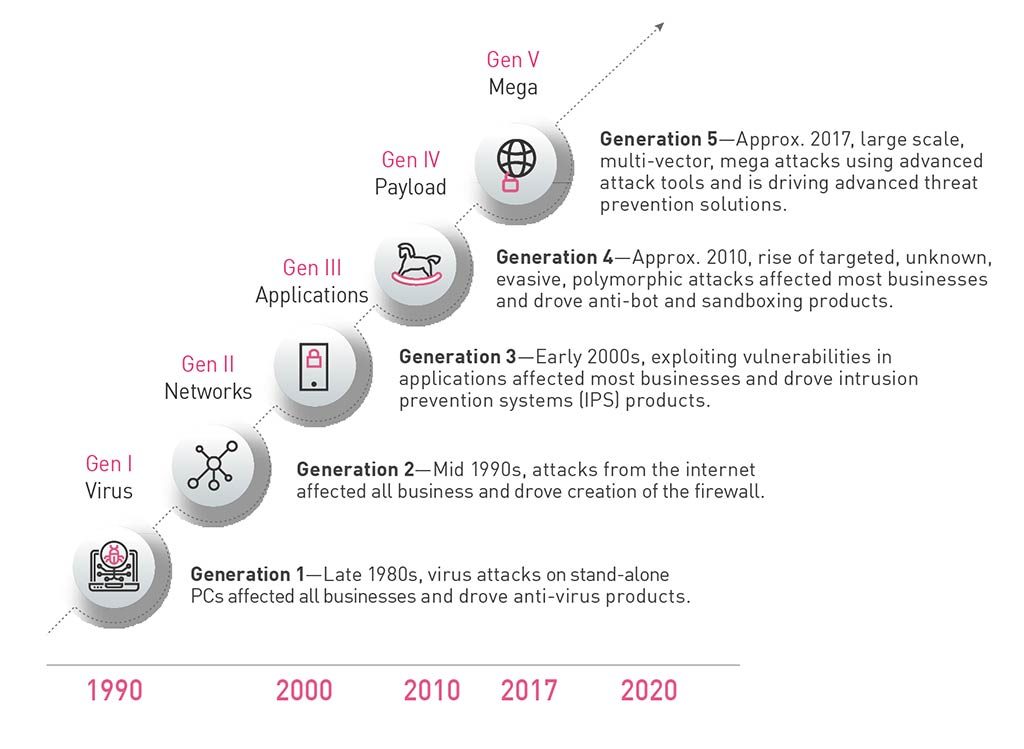 Gen V
Mega
Generation 5—Approx. 2017, large scale,
multi-vector, mega attacks using advanced
attack tools and is driving advanced threat
prevention solutions.
Gen IV
Payload
Generation 4—Approx. 2010, rise of targeted, unknown,
evasive, polymorphic attacks affected most businesses
and drove anti-bot and sandboxing products.
Gen III
Applications
Generation 3—Early 2000s, exploiting vulnerabilities in
applications affected most businesses and drove intrusion
prevention systems (IPS) products.
Gen II
Networks
Generation 2—Mid 1990s, attacks from the internet
affected all business and drove creation of the firewall.
Gen I
Virus
Generation 1—Late 1980s, virus attacks on stand-alone
PCs affected all businesses and drove anti-virus products.
1990 2000 2010 2017 2020